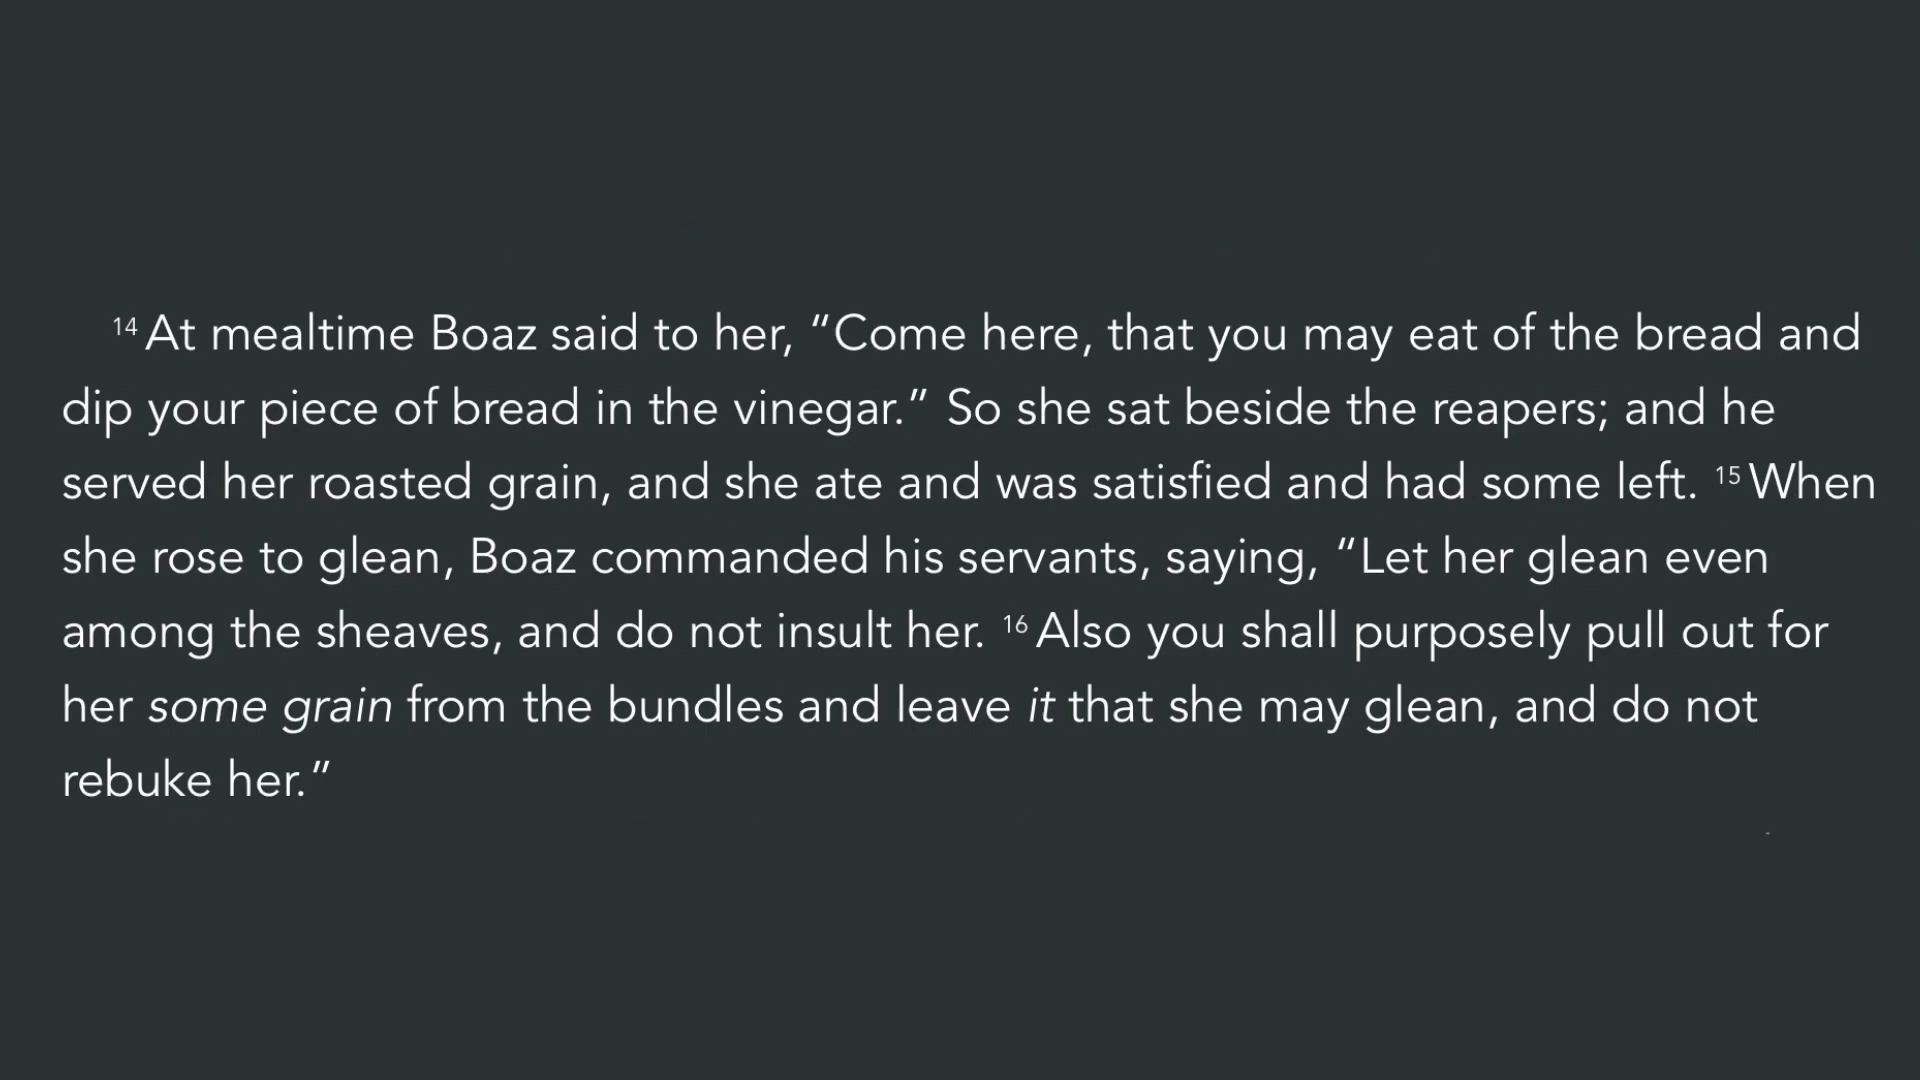 14 At mealtime Boaz said to her, “Come here, that you may eat of the bread and
dip your piece of bread in the vinegar.” So she sat beside the reapers; and he
served her roasted grain, and she ate and was satisfied and had some left. 15 When
she rose to glean, Boaz commanded his servants, saying, “Let her glean even
among the sheaves, and do not insult her. 16 Also you shall purposely pull out for
her some grain from the bundles and leave it that she may glean, and do not
rebuke her.”